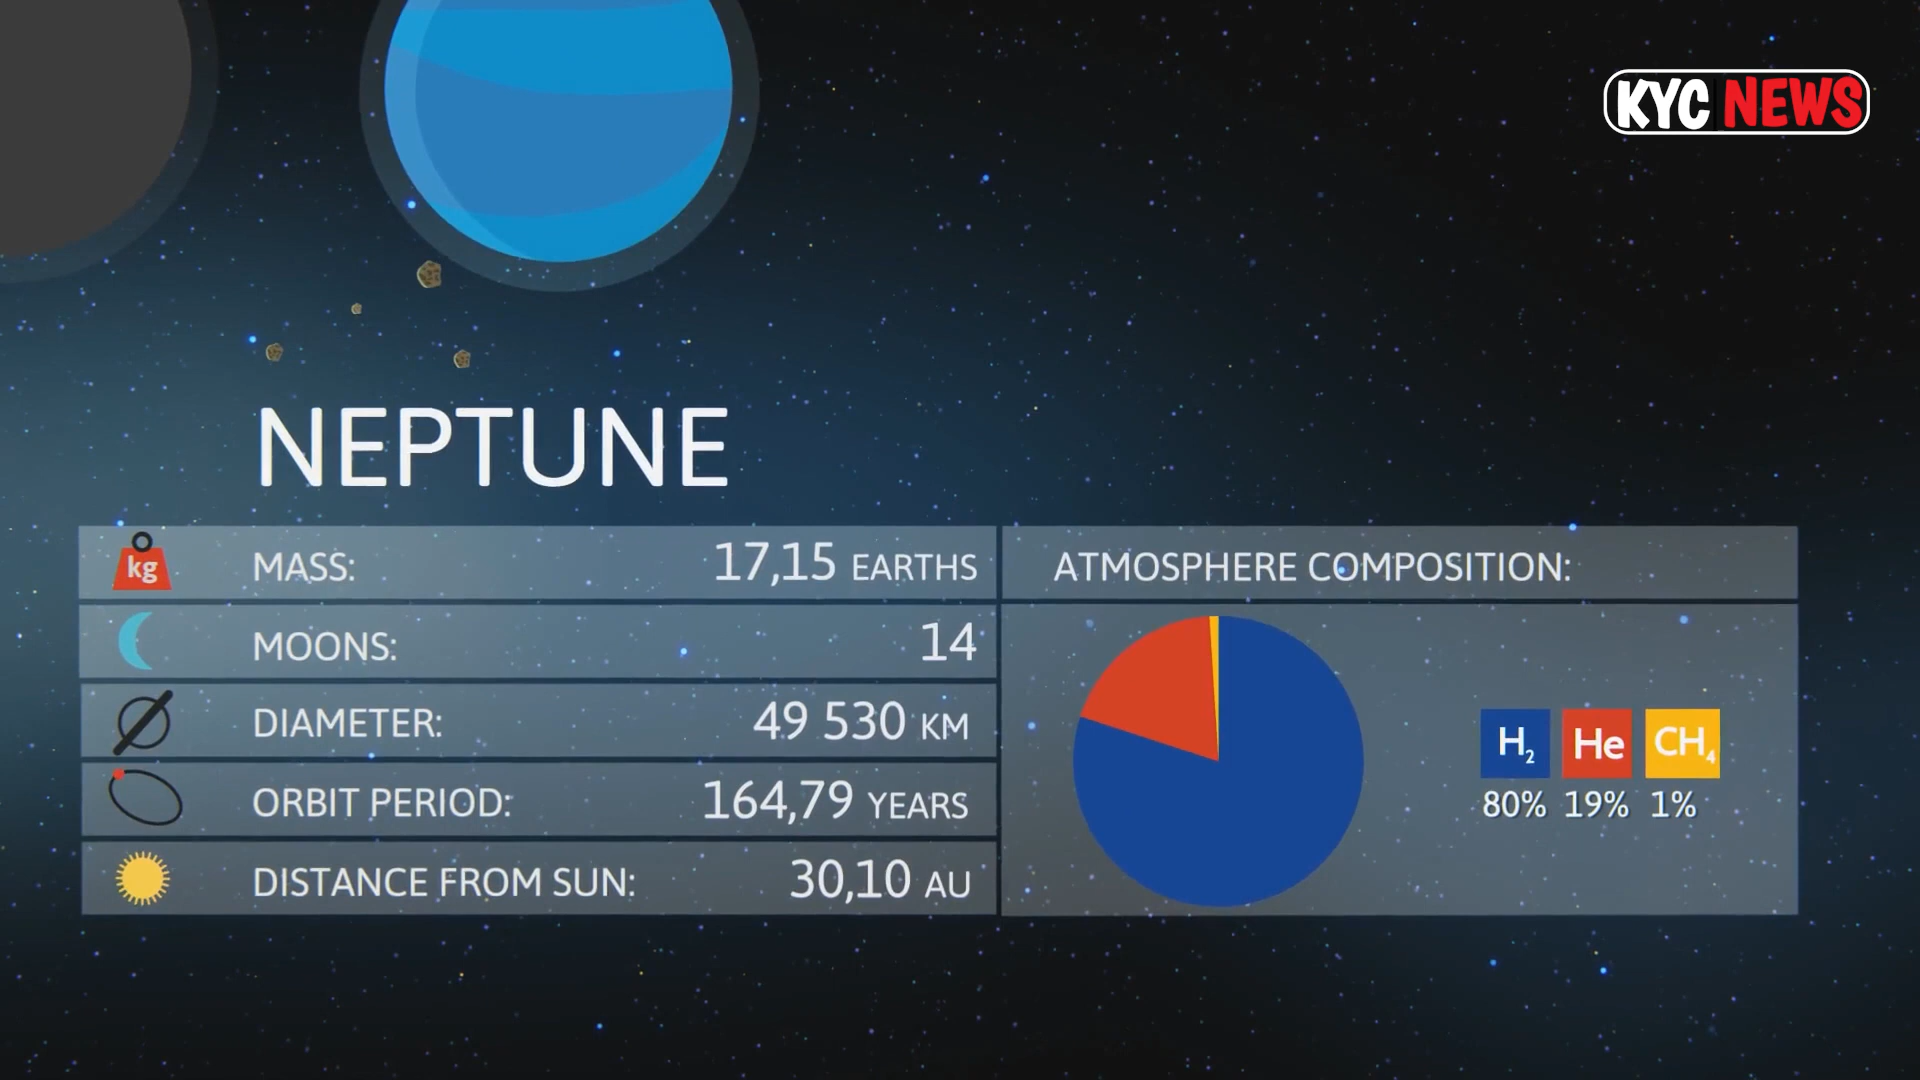 KYC NEWS
NEPTUNE
kg
MASS: 17,15 EARTHS
MOONS: 14
DIAMETER: 49 530 KM
ORBIT PERIOD: 164,79 YEARS
DISTANCE FROM SUN: 30,10 AU
ATMOSPHERE COMPOSITION:
H₂ He CH₄
80% 19% 1%